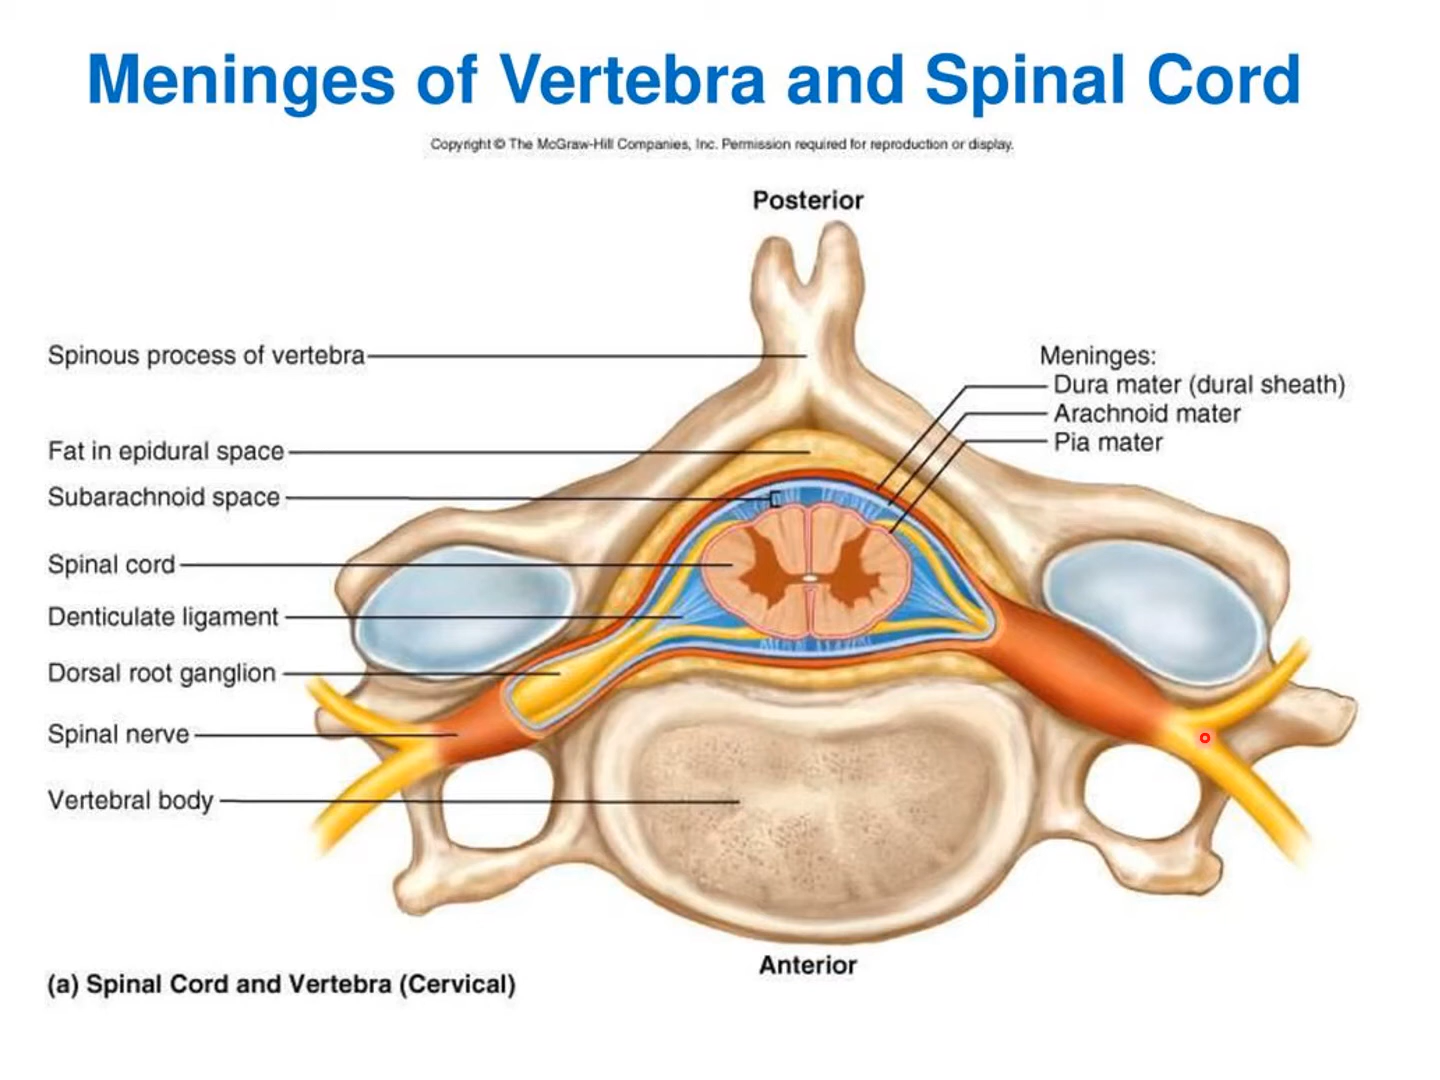 Meninges of Vertebra and Spinal Cord
Copyright © The McGraw-Hill Companies, Inc. Permission required for reproduction or display.
Posterior
Spinous process of vertebra
Meninges:
Dura mater (dural sheath)
Arachnoid mater
Pia mater
Fat in epidural space
Subarachnoid space
Spinal cord
Denticulate ligament
Dorsal root ganglion
Spinal nerve
Vertebral body
Anterior
(a) Spinal Cord and Vertebra (Cervical)